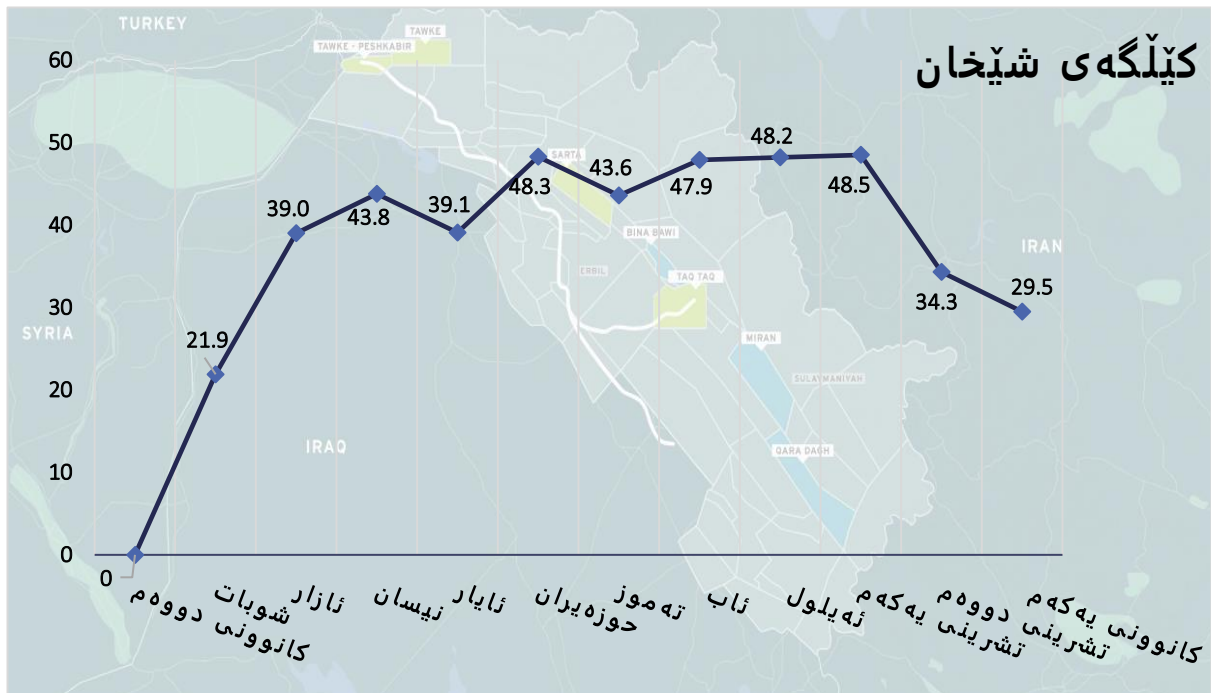 کێڵگەی شێخان
TURKEY
TAWKE
TAWKE - PESHKABIR
SARTA
BINA BAWI
ERBIL
TAQ TAQ
IRAN
SYRIA
MIRAN
SULAYMANIYAH
IRAQ
QARA DAGH
60
50
40
30
20
10
0
0
21.9
39.0
43.8
39.1
48.3
43.6
47.9
48.2
48.5
34.3
29.5
کانوونی دووەم
شوبات
ئازار
نیسان
ئایار
حوزەیران
تەموز
ئاب
ئەیلول
تشرینی یەکەم
تشرینی دووەم
کانوونی یەکەم